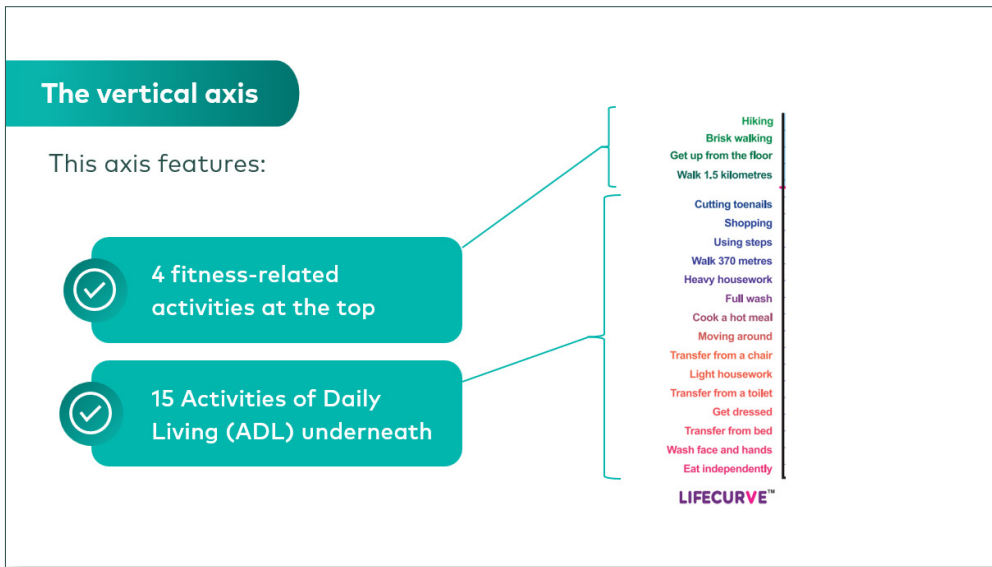 The vertical axis
This axis features:
4 fitness-related
activities at the top
15 Activities of Daily
Living (ADL) underneath
Hiking
Brisk walking
Get up from the floor
Walk 1.5 kilometres
Cutting toenails
Shopping
Using steps
Walk 370 metres
Heavy housework
Full wash
Cook a hot meal
Moving around
Transfer from a chair
Light housework
Transfer from a toilet
Get dressed
Transfer from bed
Wash face and hands
Eat independently
LIFECURVE™